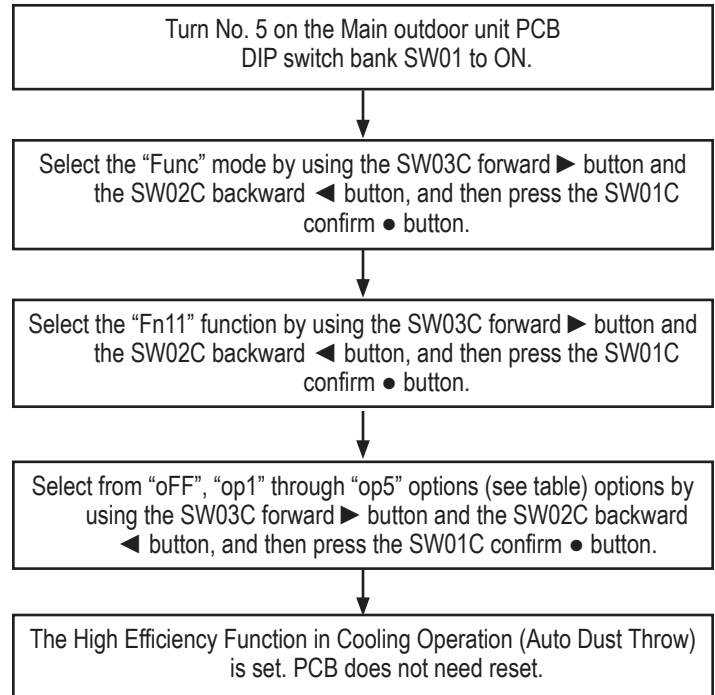 Turn No. 5 on the Main outdoor unit PCB
DIP switch bank SW01 to ON.
Select the “Func” mode by using the SW03C forward ► button and
the SW02C backward ◄ button, and then press the SW01C
confirm ● button.
Select the “Fn11” function by using the SW03C forward ► button and
the SW02C backward ◄ button, and then press the SW01C
confirm ● button.
Select from “oFF”, “op1” through “op5” options (see table) options by
using the SW03C forward ► button and the SW02C backward
◄ button, and then press the SW01C confirm ● button.
The High Efficiency Function in Cooling Operation (Auto Dust Throw)
is set. PCB does not need reset.